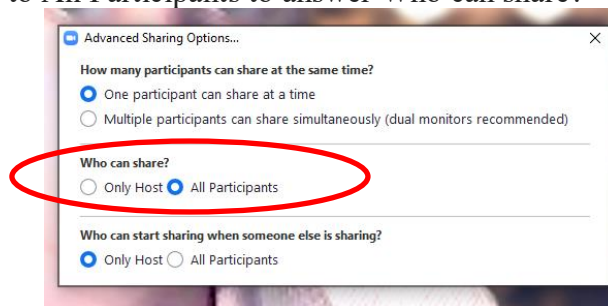 to All Participants to answer Who can share?
Advanced Sharing Options...
How many participants can share at the same time?
One participant can share at a time
Multiple participants can share simultaneously (dual monitors recommended)
Who can share?
Only Host All Participants
Who can start sharing when someone else is sharing?
Only Host All Participants